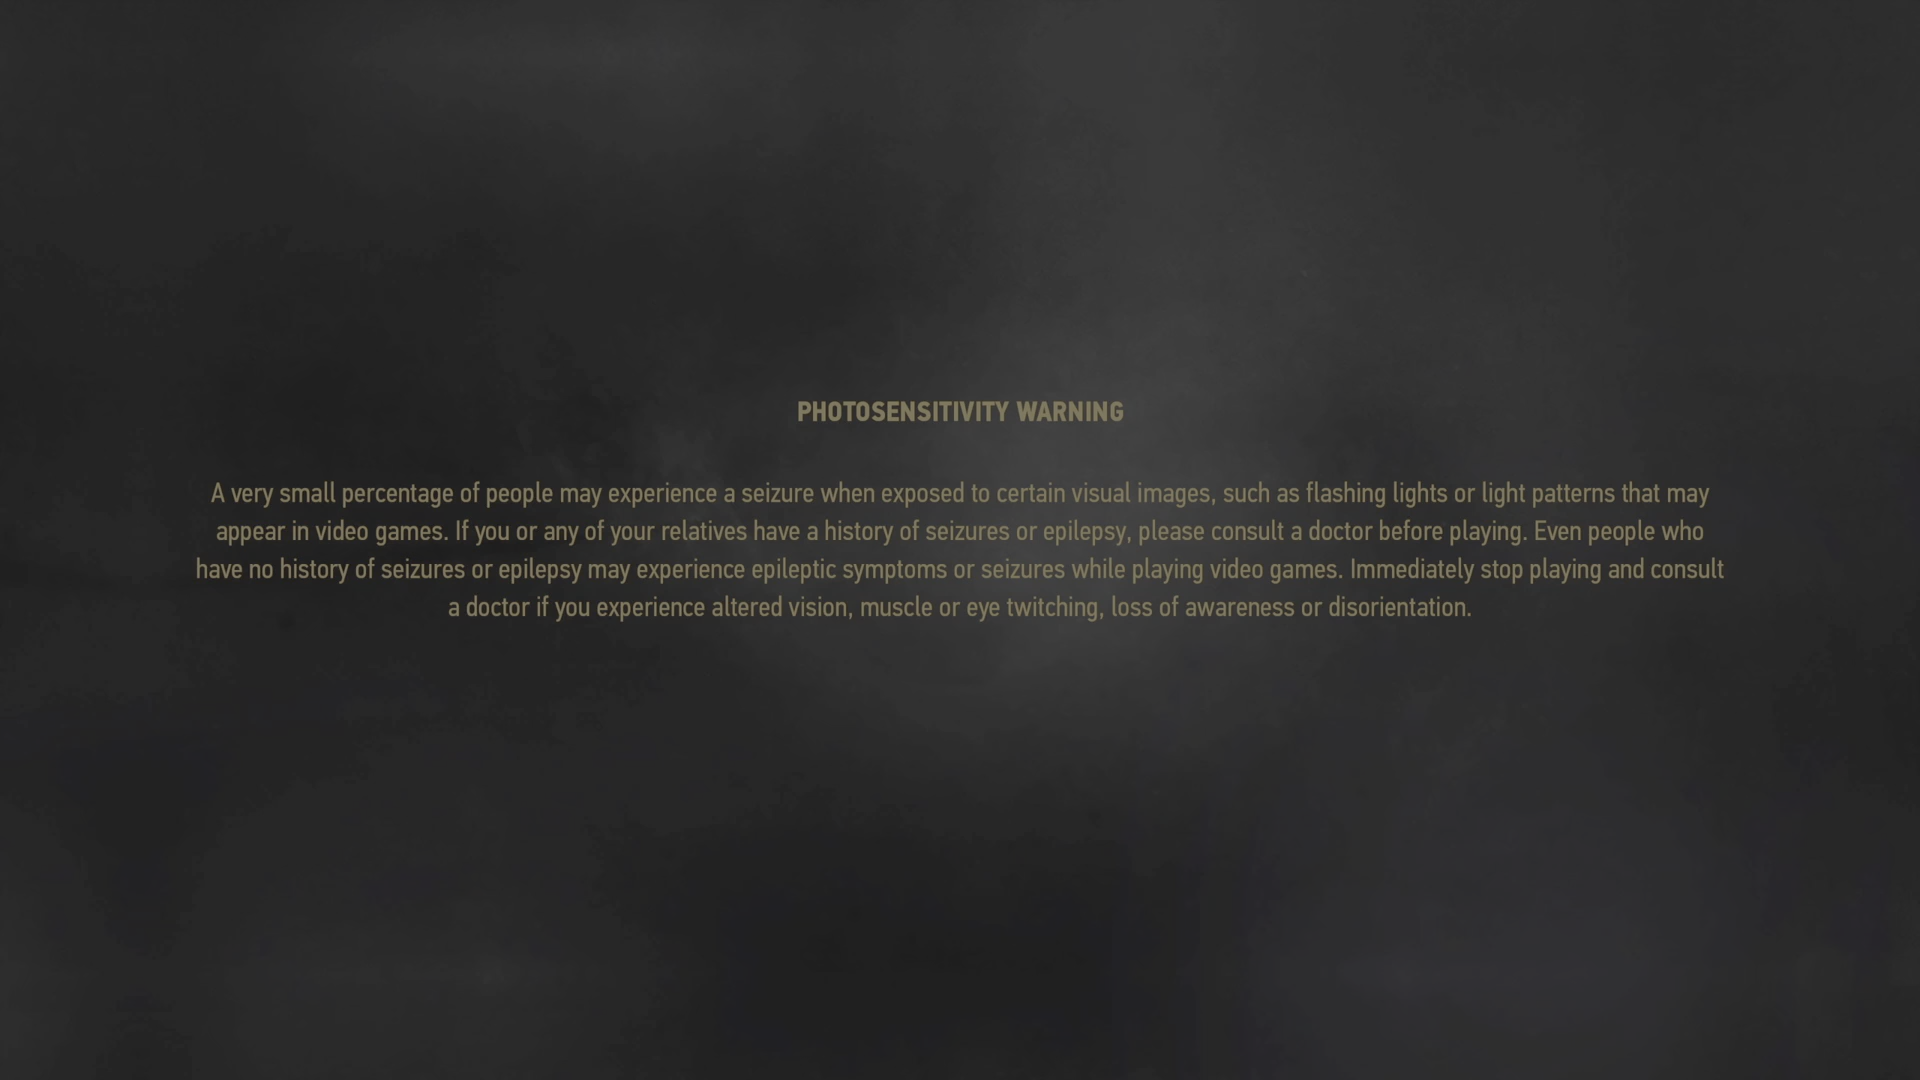 PHOTOSENSITIVITY WARNING
A very small percentage of people may experience a seizure when exposed to certain visual images, such as flashing lights or light patterns that may
appear in video games. If you or any of your relatives have a history of seizures or epilepsy, please consult a doctor before playing. Even people who
have no history of seizures or epilepsy may experience epileptic symptoms or seizures while playing video games. Immediately stop playing and consult
a doctor if you experience altered vision, muscle or eye twitching, loss of awareness or disorientation.